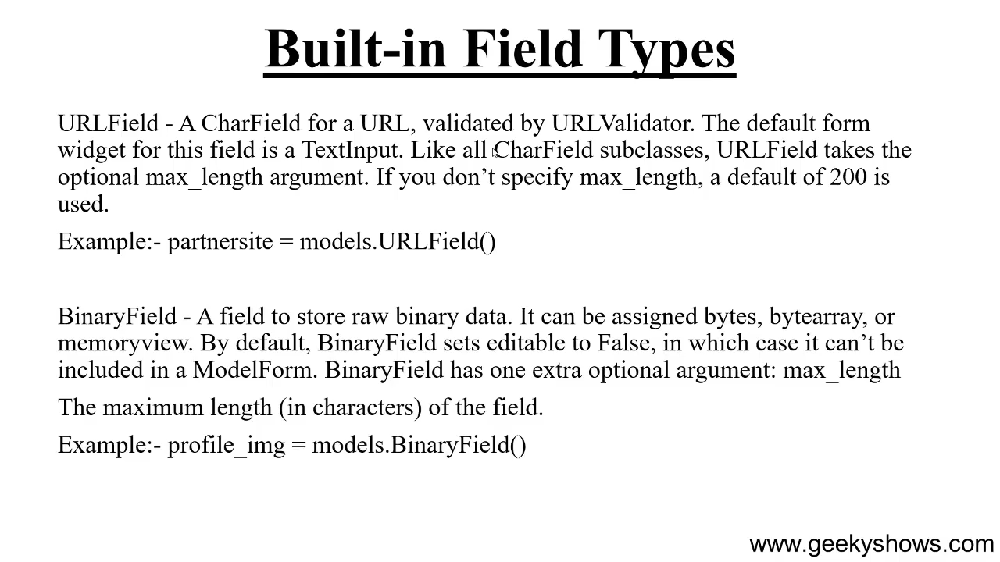 Built-in Field Types
URLField - A CharField for a URL, validated by URLValidator. The default form
widget for this field is a TextInput. Like all CharField subclasses, URLField takes the
optional max_length argument. If you don’t specify max_length, a default of 200 is
used.
Example:- partnersite = models.URLField()
BinaryField - A field to store raw binary data. It can be assigned bytes, bytearray, or
memoryview. By default, BinaryField sets editable to False, in which case it can’t be
included in a ModelForm. BinaryField has one extra optional argument: max_length
The maximum length (in characters) of the field.
Example:- profile_img = models.BinaryField()
www.geekyshows.com